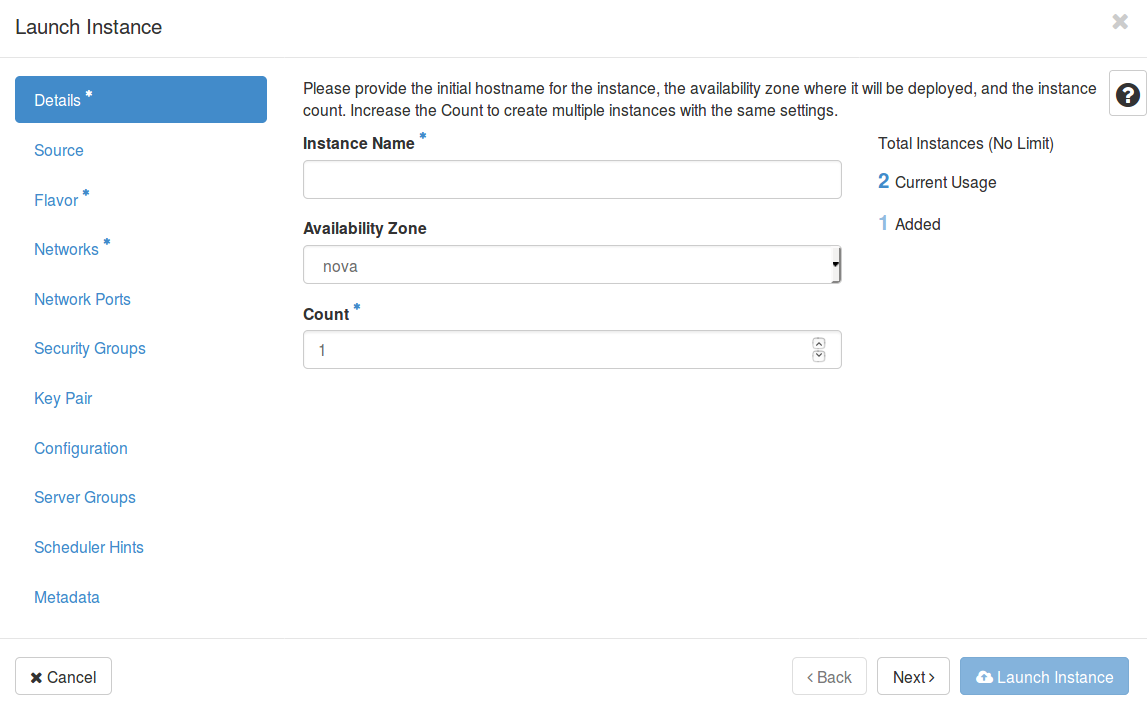 Launch Instance
Details *
Source
Flavor *
Networks *
Network Ports
Security Groups
Key Pair
Configuration
Server Groups
Scheduler Hints
Metadata
Please provide the initial hostname for the instance, the availability zone where it will be deployed, and the instance
count. Increase the Count to create multiple instances with the same settings.
Instance Name *
Availability Zone
nova
Count *
1
Total Instances (No Limit)
2 Current Usage
1 Added
Cancel
< Back
Next >
Launch Instance